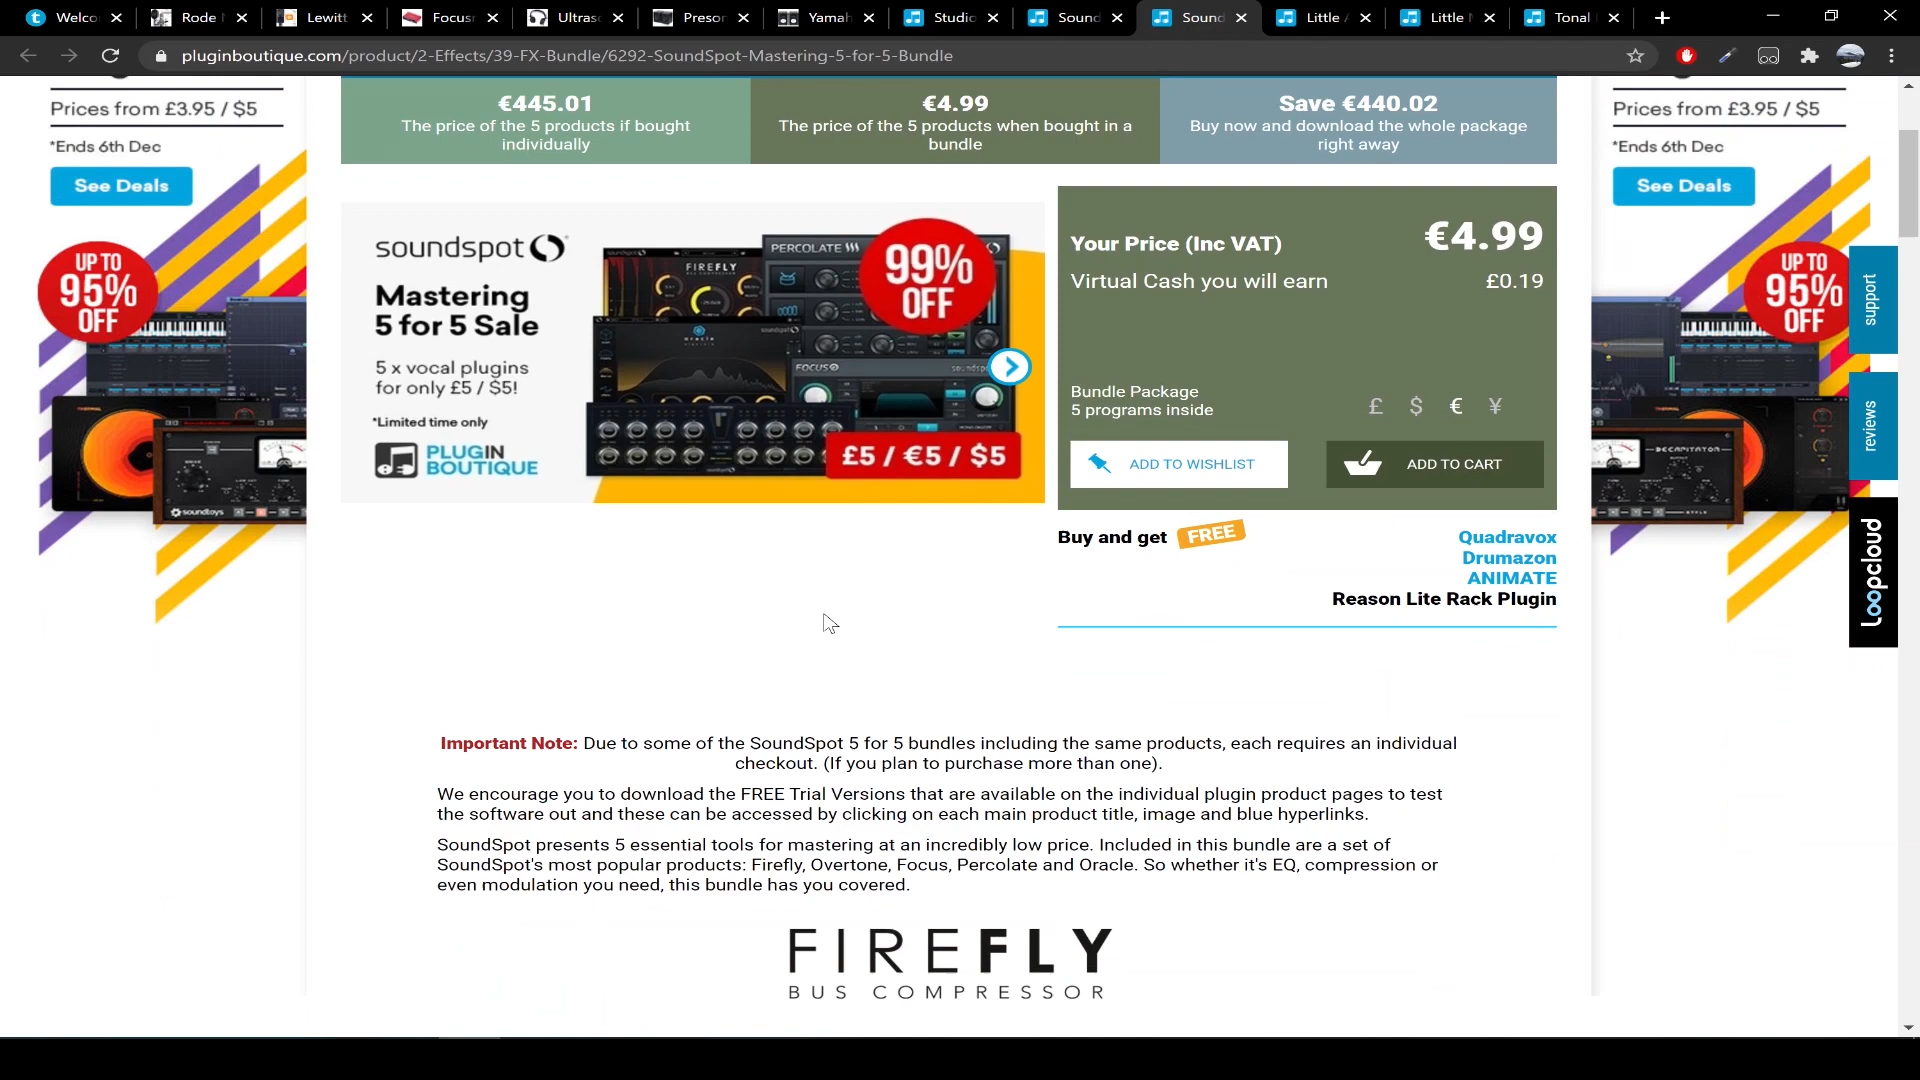 Welco
Rode
Lewitt
Focusr
Ultras
Preson
Yamah
Studio
Sound
Sound
Little
Little
Tonal
pluginboutique.com/product/2-Effects/39-FX-Bundle/6292-SoundSpot-Mastering-5-for-5-Bundle
Prices from £3.95 / $5
*Ends 6th Dec
See Deals
UP TO
95%
OFF
soundtoys
€445.01
The price of the 5 products if bought
individually
€4.99
The price of the 5 products when bought in a
bundle
Save €440.02
Buy now and download the whole package
right away
soundspot
Mastering
5 for 5 Sale
5 x vocal plugins
for only £5 / $5!
*Limited time only
PLUGIN
BOUTIQUE
FIREFLY
PERCOLATE
oracle
FOCUS
99%
OFF
£5 / €5 / $5
Your Price (Inc VAT)
€4.99
Virtual Cash you will earn
£0.19
Bundle Package
5 programs inside
£ $ € ¥
ADD TO WISHLIST
ADD TO CART
Buy and get FREE
Quadravox
Drumazon
ANIMATE
Reason Lite Rack Plugin
Important Note: Due to some of the SoundSpot 5 for 5 bundles including the same products, each requires an individual
checkout. (If you plan to purchase more than one).
We encourage you to download the FREE Trial Versions that are available on the individual plugin product pages to test
the software out and these can be accessed by clicking on each main product title, image and blue hyperlinks.
SoundSpot presents 5 essential tools for mastering at an incredibly low price. Included in this bundle are a set of
SoundSpot's most popular products: Firefly, Overtone, Focus, Percolate and Oracle. So whether it's EQ, compression or
even modulation you need, this bundle has you covered.
FIREFLY
BUS COMPRESSOR
Prices from £3.95 / $5
*Ends 6th Dec
See Deals
UP TO
95%
OFF
DECAPITATOR
support
reviews
loopcloud